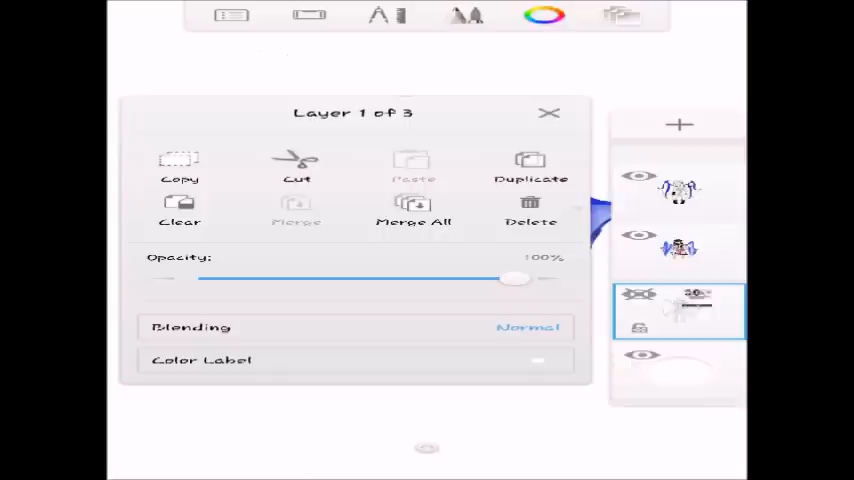 Layer 1 of 3
Copy Cut Paste Duplicate
Clear Merge Merge All Delete
Opacity: 100%
Blending Normal
Color Label